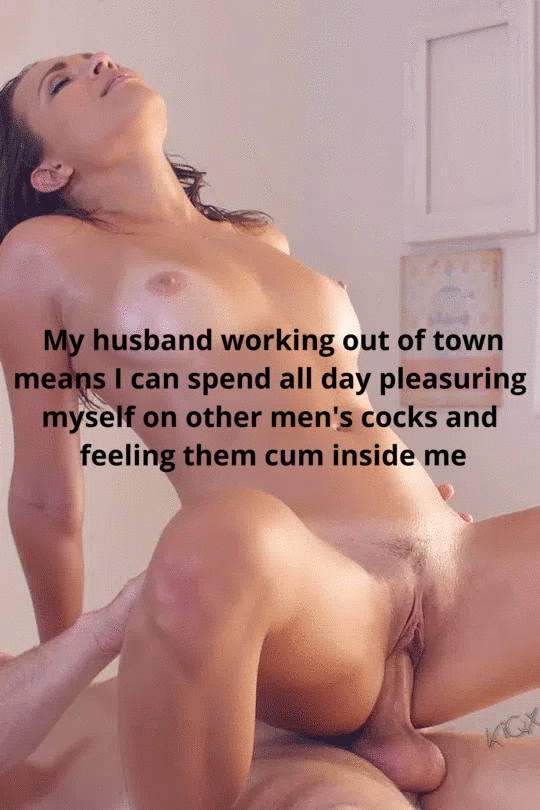 My husband working out of town
means I can spend all day pleasuring
myself on other men's cocks and
feeling them cum inside me